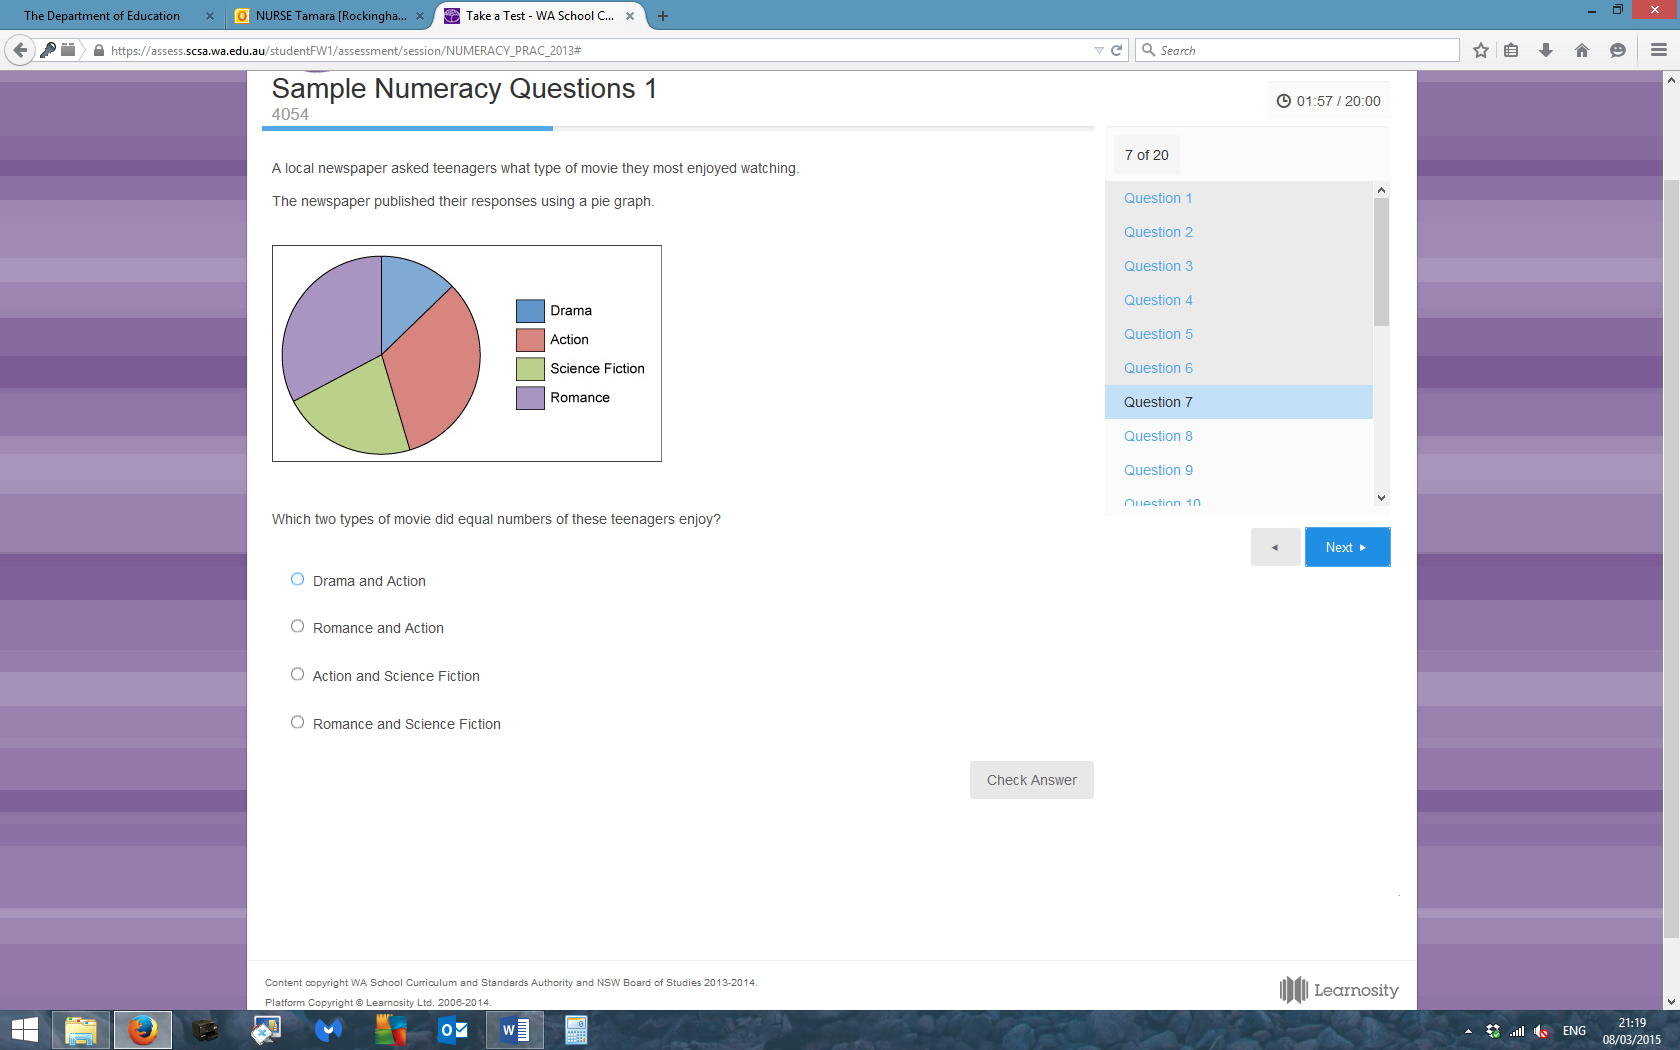 The Department of Education
NURSE Tamara [Rockingha...
Take a Test - WA School C...
https://assess.scsa.wa.edu.au/studentFW1/assessment/session/NUMERACY_PRAC_2013#
Search
Sample Numeracy Questions 1
4054
01:57 / 20:00
7 of 20
Question 1
Question 2
Question 3
Question 4
Question 5
Question 6
Question 7
Question 8
Question 9
Question 10
Next
A local newspaper asked teenagers what type of movie they most enjoyed watching.
The newspaper published their responses using a pie graph.
Drama
Action
Science Fiction
Romance
Which two types of movie did equal numbers of these teenagers enjoy?
Drama and Action
Romance and Action
Action and Science Fiction
Romance and Science Fiction
Check Answer
Content copyright WA School Curriculum and Standards Authority and NSW Board of Studies 2013-2014.
Platform Copyright © Learnosity Ltd. 2006-2014.
Learnosity
ENG
21:19
08/03/2015